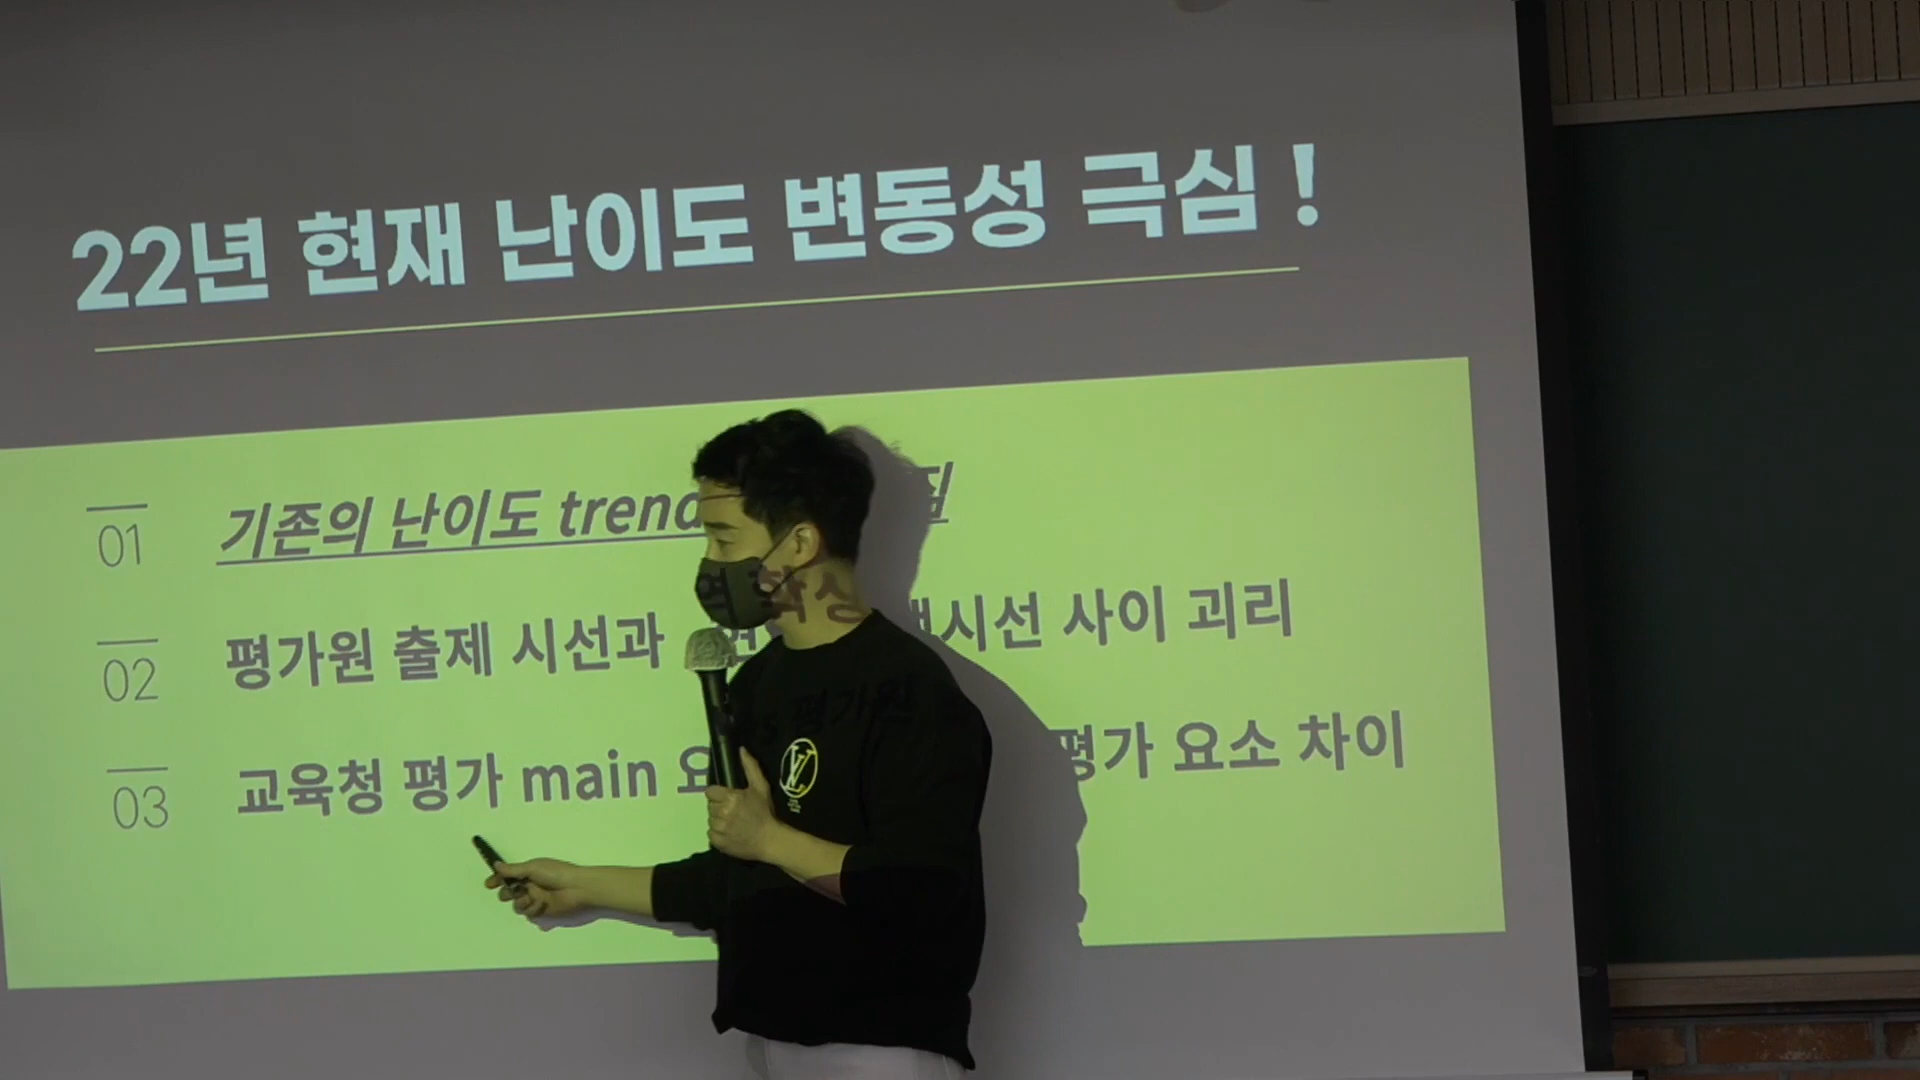 22년 현재 난이도 변동성 극심 !
01 기존의 난이도 trend
02 평가원 출제 시선과 시선 사이 괴리
03 교육청 평가 main 평가 요소 차이